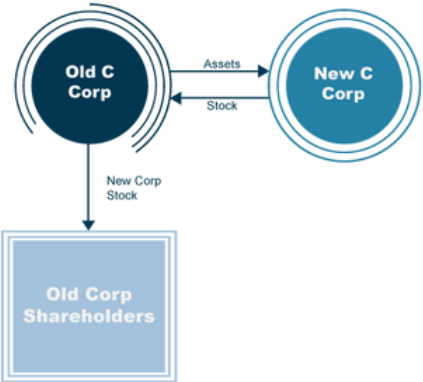 Old C
Corp
Assets
Stock
New C
Corp
New Corp
Stock
Old Corp
Shareholders